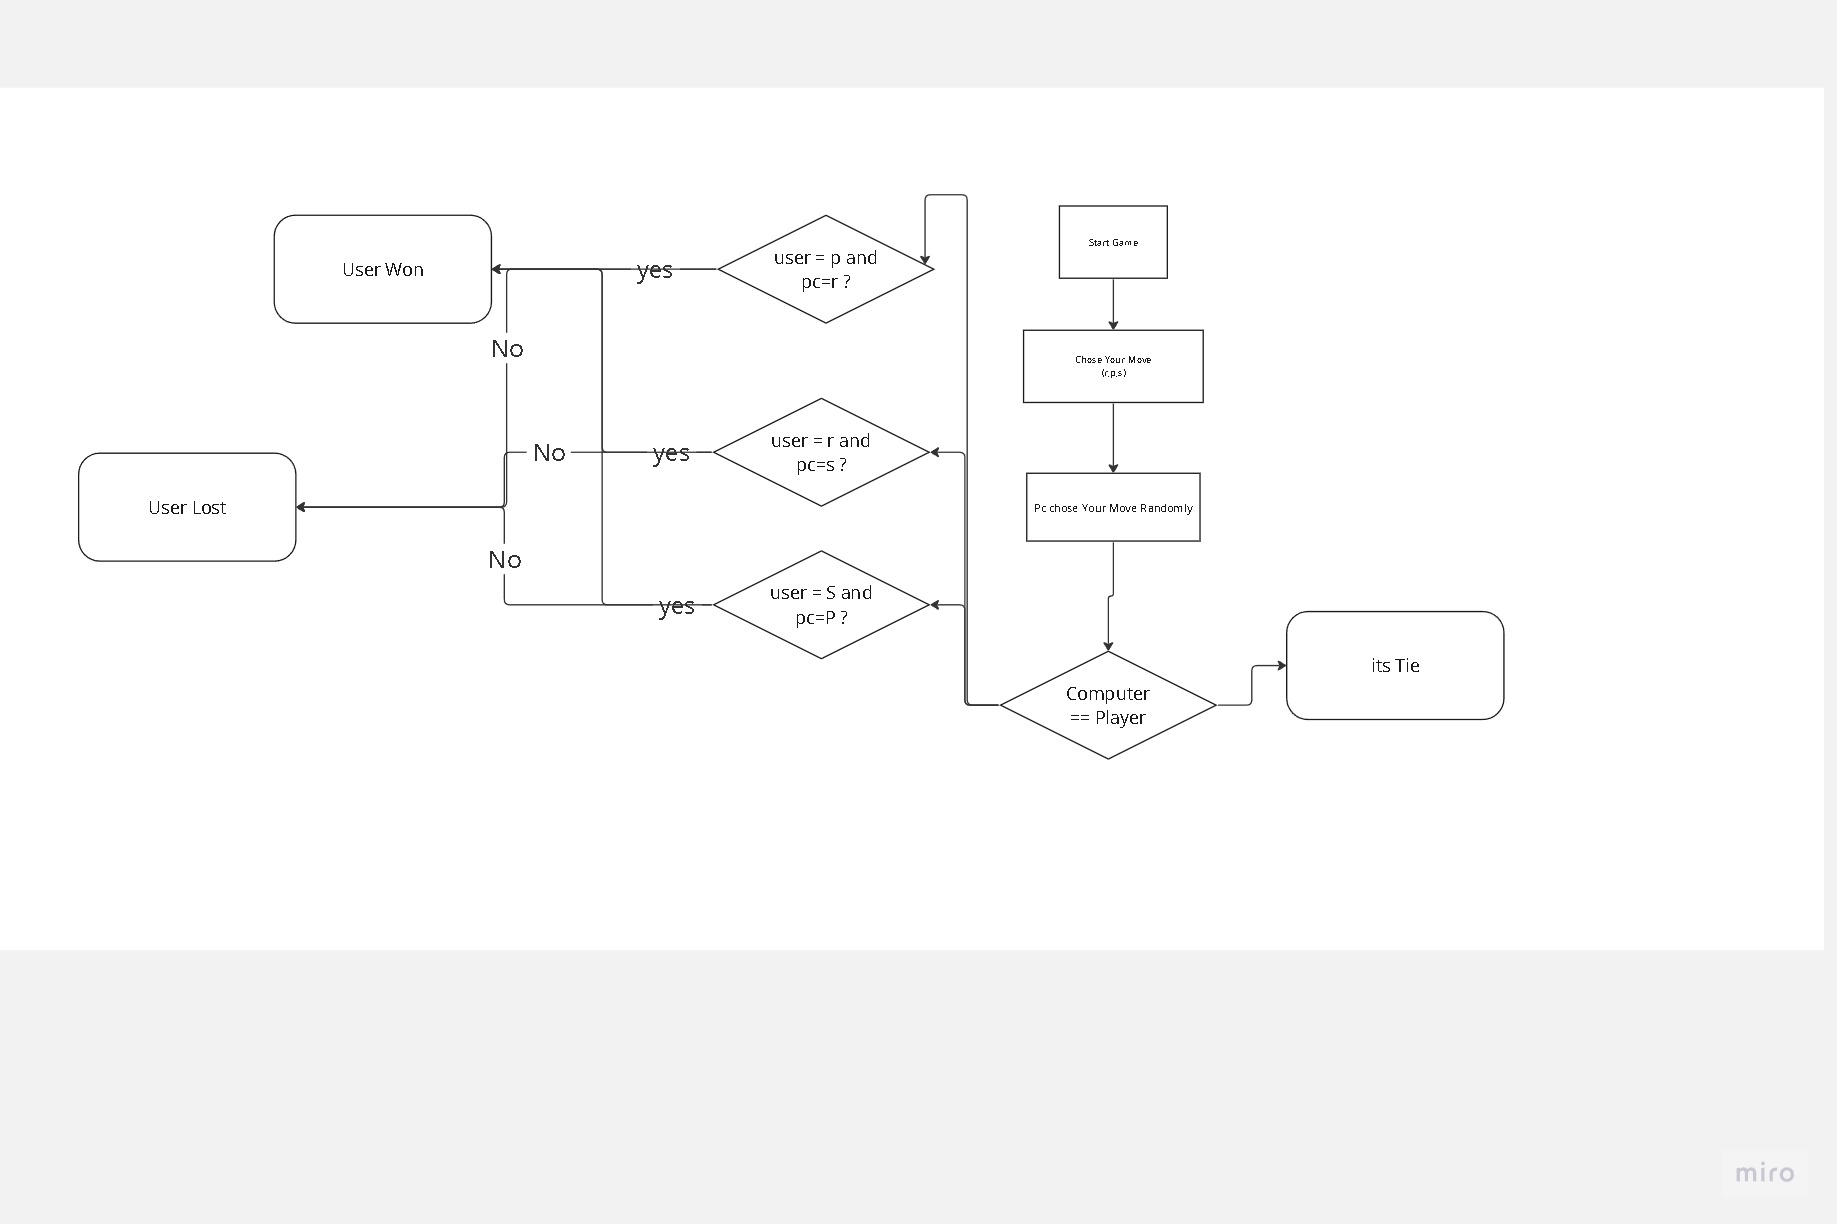 Start Game
Chose Your Move
(r,p,s)
Pc chose Your Move Randomly
Computer
== Player
its Tie
user = p and
pc=r ?
yes
User Won
No
user = r and
pc=s ?
yes
No
User Lost
user = S and
pc=P ?
yes
No
miro